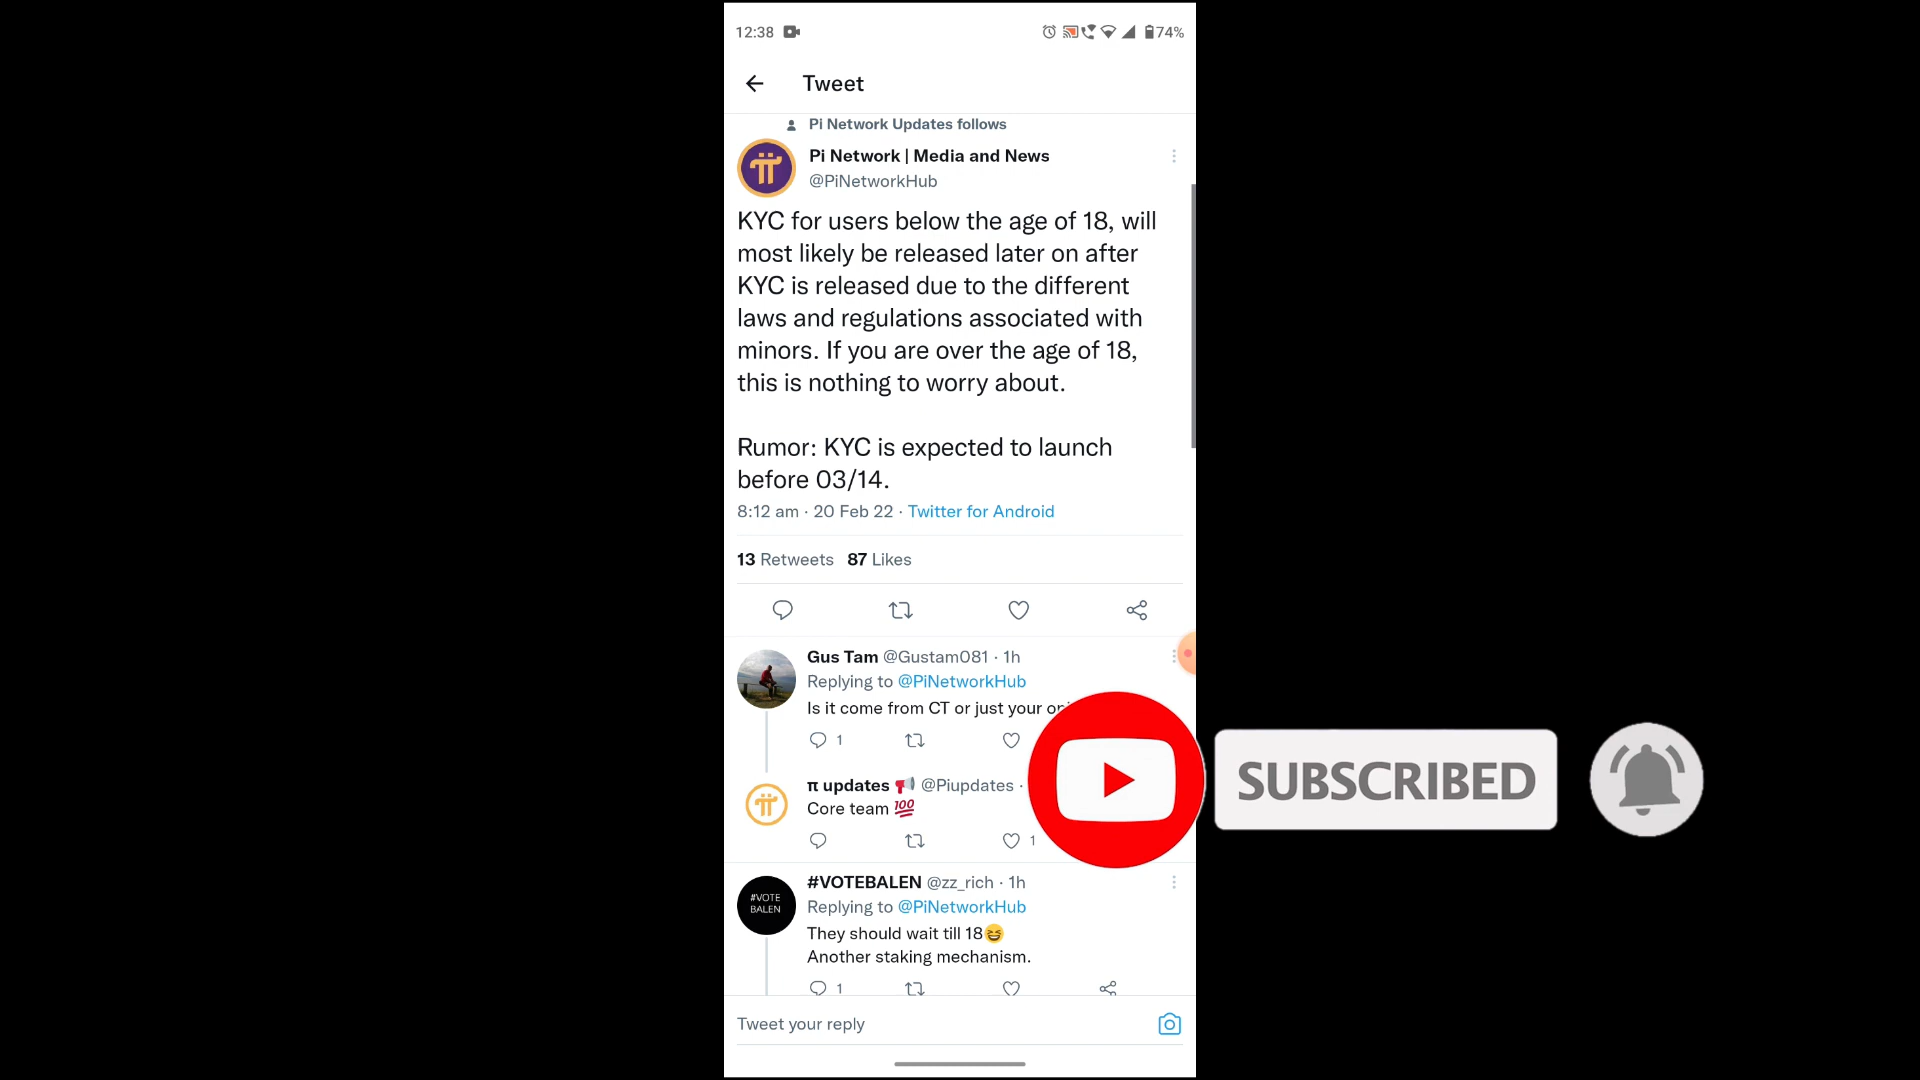 12:38
74%
Tweet
Pi Network Updates follows
Pi Network | Media and News
@PiNetworkHub
KYC for users below the age of 18, will
most likely be released later on after
KYC is released due to the different
laws and regulations associated with
minors. If you are over the age of 18,
this is nothing to worry about.
Rumor: KYC is expected to launch
before 03/14.
8:12 am · 20 Feb 22 · Twitter for Android
13 Retweets 87 Likes
Gus Tam @Gustam081 · 1h
Replying to @PiNetworkHub
Is it come from CT or just your
1
π updates 📢 @Piupdates ·
Core team 💯
1
SUBSCRIBED
#VOTE
BALEN
#VOTEBALEN @zz_rich · 1h
Replying to @PiNetworkHub
They should wait till 18😆
Another staking mechanism.
1
Tweet your reply